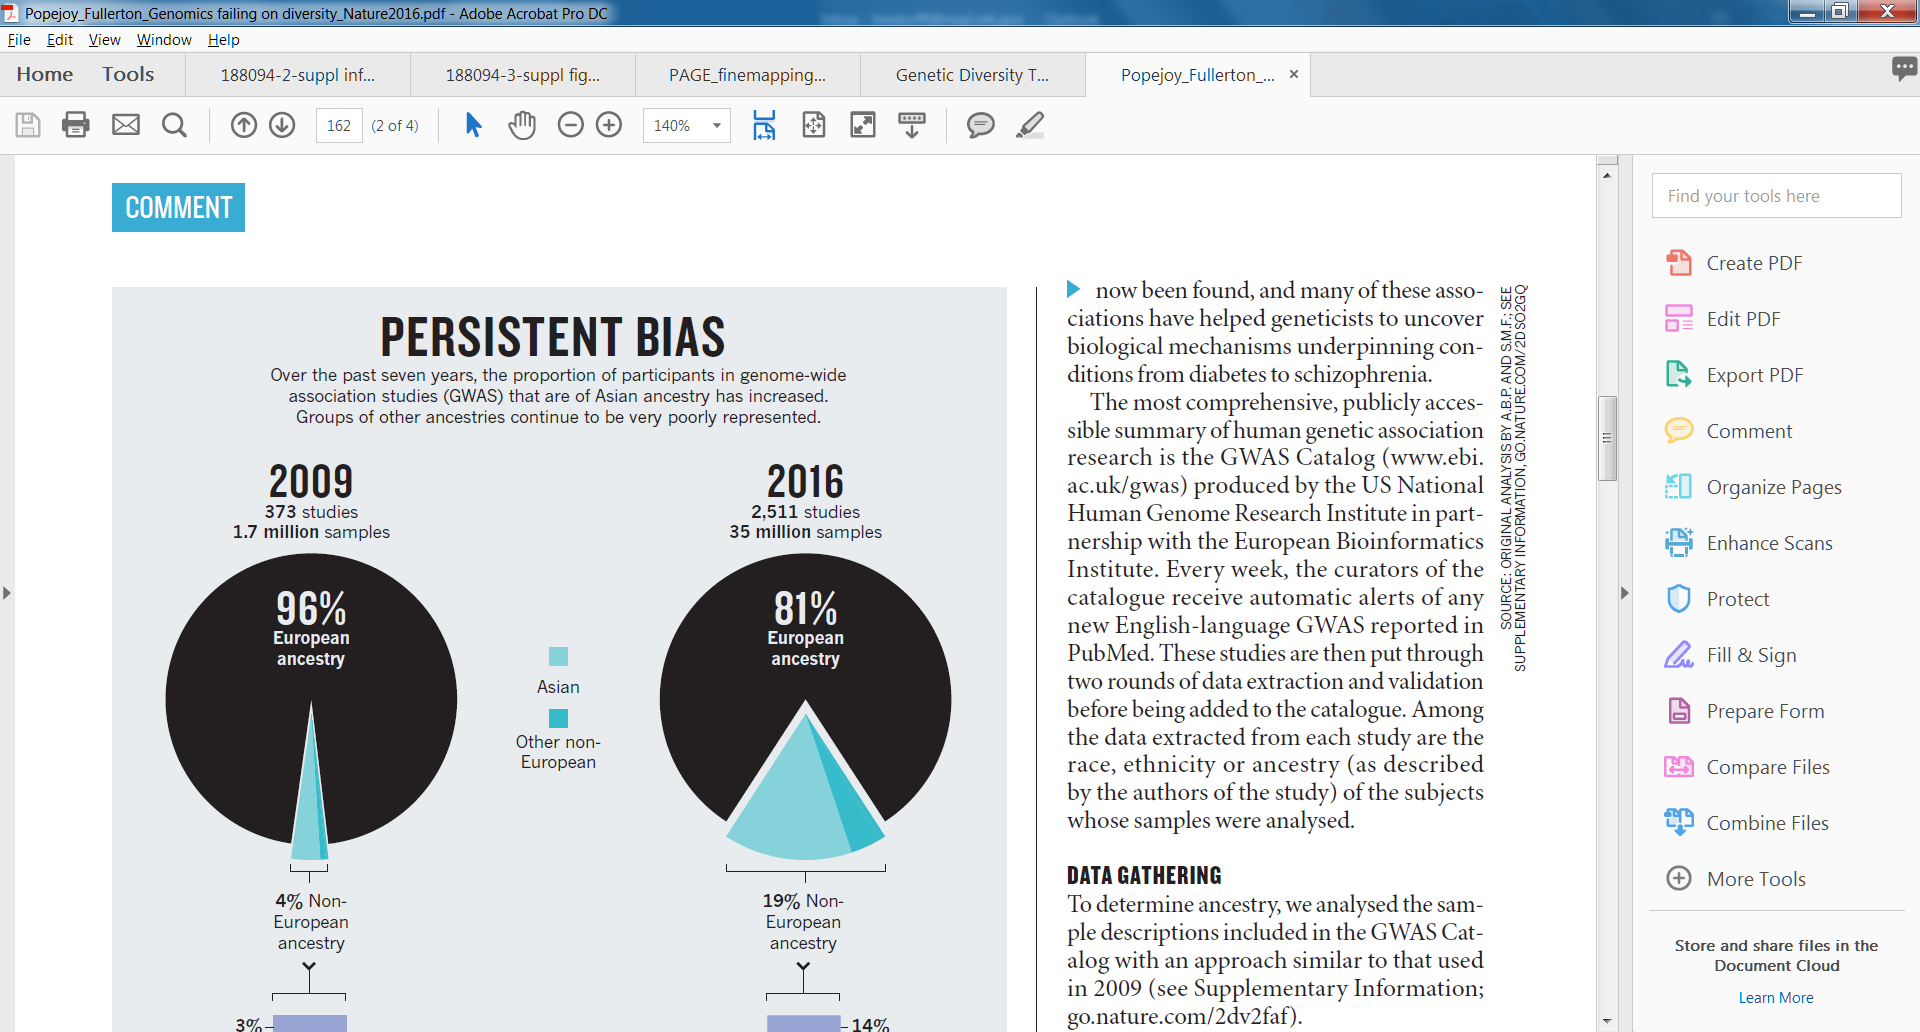 Popejoy_Fullerton_Genomics failing on diversity_Nature2016.pdf - Adobe Acrobat Pro DC
File Edit View Window Help
Home Tools 188094-2-suppl inf... 188094-3-suppl fig... PAGE_finemapping... Genetic Diversity T... Popejoy_Fullerton_... ×
162 (2 of 4) 140%
COMMENT
PERSISTENT BIAS
Over the past seven years, the proportion of participants in genome-wide
association studies (GWAS) that are of Asian ancestry has increased.
Groups of other ancestries continue to be very poorly represented.
2009
373 studies
1.7 million samples
96%
European
ancestry
4% Non-
European
ancestry
3%
Asian
Other non-
European
2016
2,511 studies
35 million samples
81%
European
ancestry
19% Non-
European
ancestry
14%
now been found, and many of these asso-
ciations have helped geneticists to uncover
biological mechanisms underpinning con-
ditions from diabetes to schizophrenia.
The most comprehensive, publicly acces-
sible summary of human genetic association
research is the GWAS Catalog (www.ebi.
ac.uk/gwas) produced by the US National
Human Genome Research Institute in part-
nership with the European Bioinformatics
Institute. Every week, the curators of the
catalogue receive automatic alerts of any
new English-language GWAS reported in
PubMed. These studies are then put through
two rounds of data extraction and validation
before being added to the catalogue. Among
the data extracted from each study are the
race, ethnicity or ancestry (as described
by the authors of the study) of the subjects
whose samples were analysed.
DATA GATHERING
To determine ancestry, we analysed the sam-
ple descriptions included in the GWAS Cat-
alog with an approach similar to that used
in 2009 (see Supplementary Information;
go.nature.com/2dv2faf).
SOURCE: ORIGINAL ANALYSIS BY A.B.P. AND S.M.F.; SEE
SUPPLEMENTARY INFORMATION, GO.NATURE.COM/2DSO2GQ
Find your tools here
Create PDF
Edit PDF
Export PDF
Comment
Organize Pages
Enhance Scans
Protect
Fill & Sign
Prepare Form
Compare Files
Combine Files
More Tools
Store and share files in the
Document Cloud
Learn More